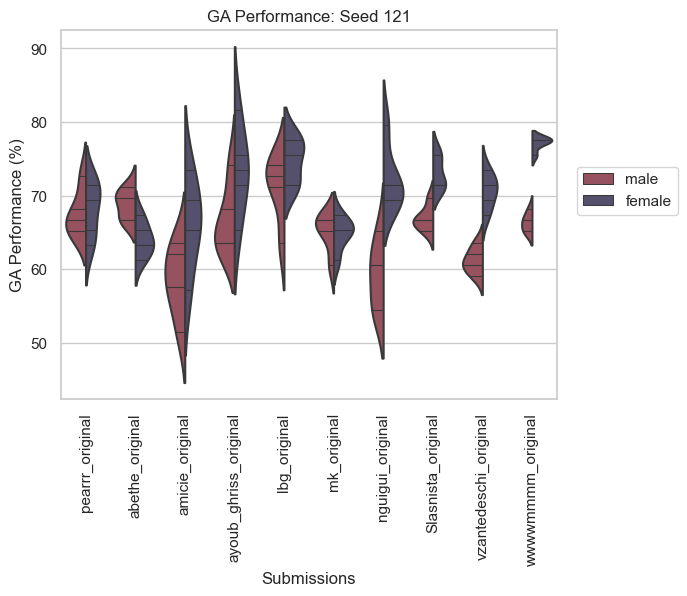 GA Performance: Seed 121
90
80
70
60
50
GA Performance (%)
male
female
pearrr_original
abethe_original
amicie_original
ayoub_ghriss_original
lbg_original
mk_original
nguigui_original
Slasnista_original
vzantedeschi_original
wwwwmmmm_original
Submissions